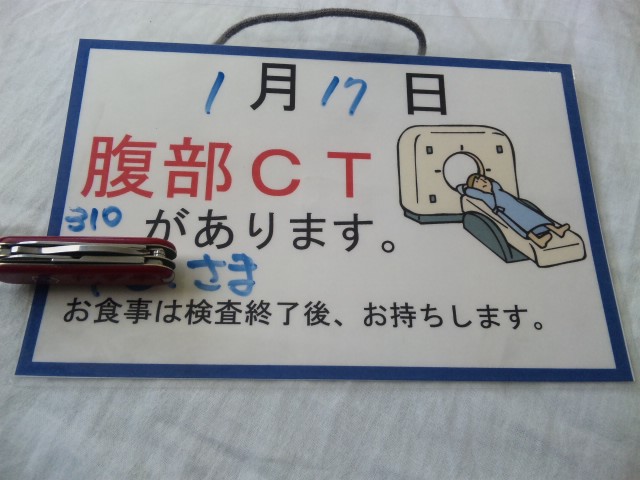 1月17日
腹部CT
310
があります。
さま
お食事は検査終了後、お持ちします。